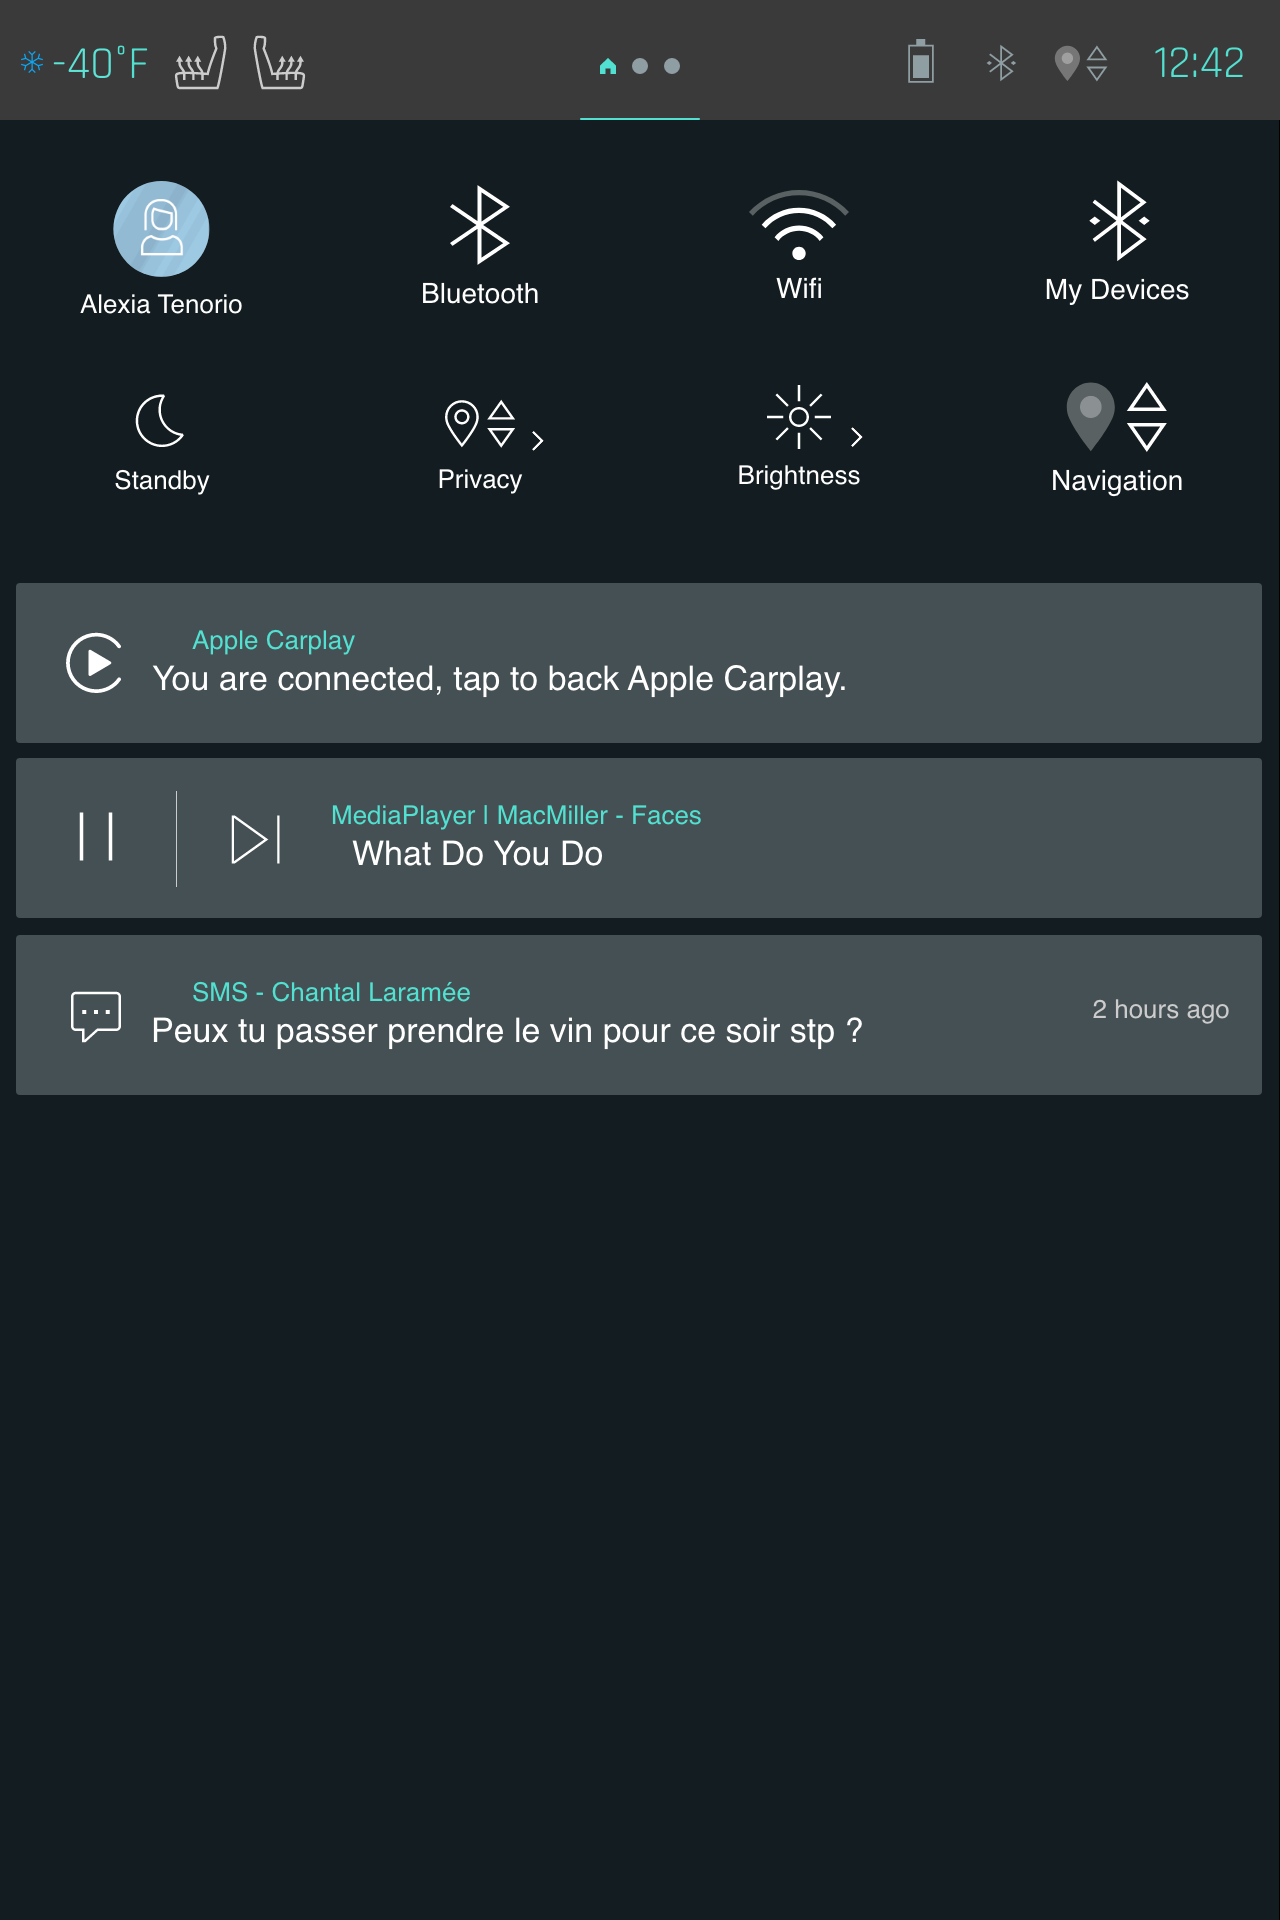 -40°F
12:42
Alexia Tenorio
Bluetooth
Wifi
My Devices
Standby
Privacy
Brightness
Navigation
Apple Carplay
You are connected, tap to back Apple Carplay.
MediaPlayer | MacMiller - Faces
What Do You Do
SMS - Chantal Laramée
Peux tu passer prendre le vin pour ce soir stp ?
2 hours ago